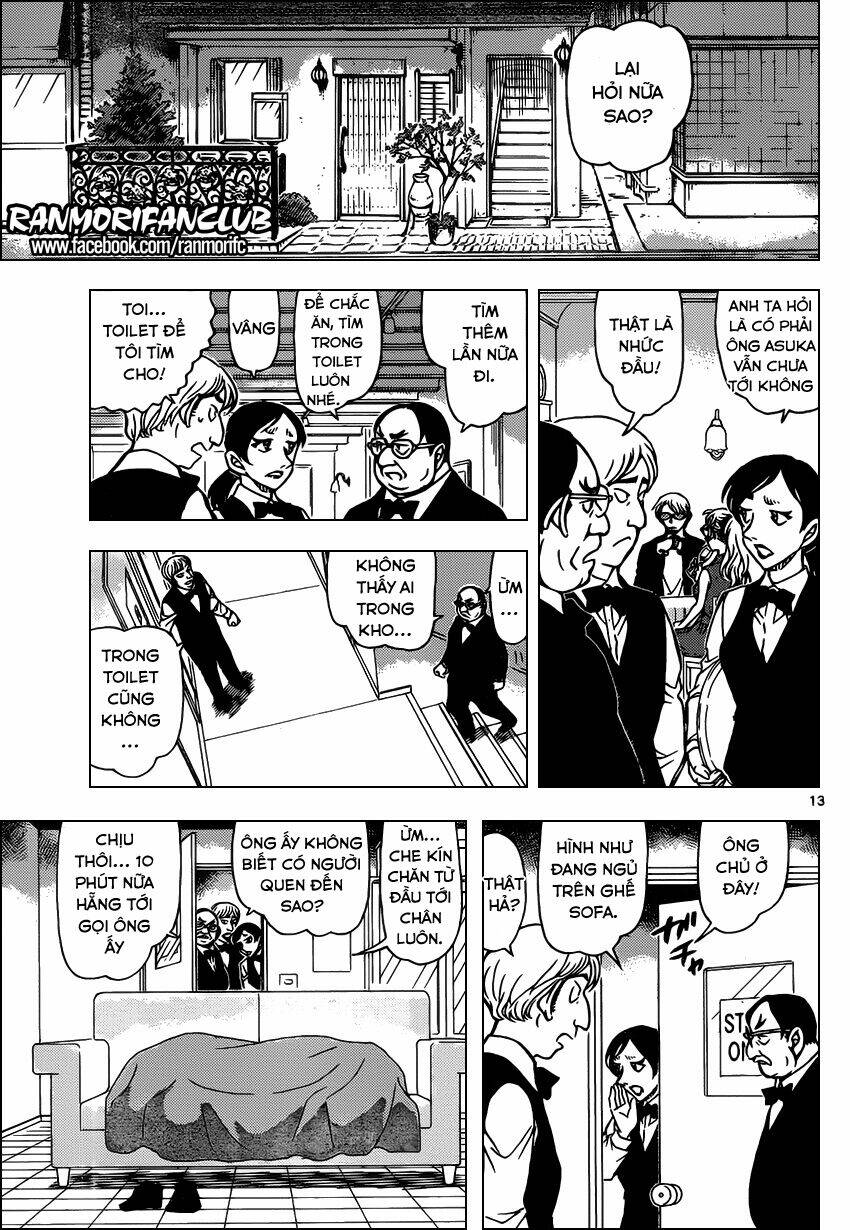 LẠI
HỎI NỮA
SAO?
RANMORIFANCLUB
www.facebook.com/ranmorifc
ANH TA HỎI
LÀ CÓ PHẢI
ÔNG ASUKA
VẪN CHƯA
TỚI KHÔNG
THẬT LÀ
NHỨC
ĐẦU!
TÌM
THÊM
LẦN NỮA
ĐI.
ĐỂ CHẮC
ĂN, TÌM
TRONG
TOILET
LUÔN
NHÉ.
VÂNG
TOI...
TOILET ĐỂ
TÔI TÌM
CHO!
ỪM
...
KHÔNG
THẤY AI
TRONG
KHO...
TRONG
TOILET
CŨNG
KHÔNG
...
13
ÔNG
CHỦ Ở
ĐÂY!
HÌNH NHƯ
ĐANG NGỦ
TRÊN GHẾ
SOFA.
THẬT
HẢ?
ガチャ
ST
ON
ỪM...
CHE KÍN
CHĂN TỪ
ĐẦU TỚI
CHÂN
LUÔN.
ÔNG ẤY KHÔNG
BIẾT CÓ NGƯỜI
QUEN ĐẾN
SAO?
CHỊU
THÔI... 10
PHÚT NỮA
HẴNG TỚI
GỌI ÔNG
ẤY